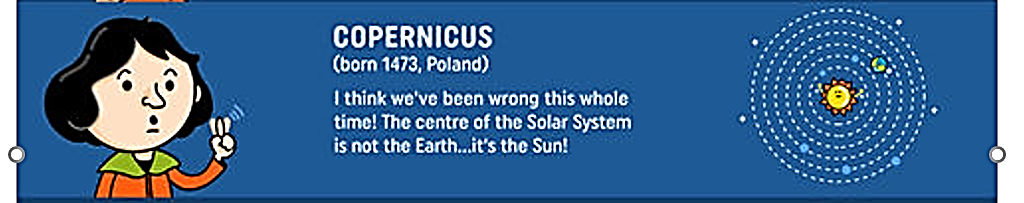 COPERNICUS
(born 1473, Poland)
I think we've been wrong this whole
time! The centre of the Solar System
is not the Earth...it's the Sun!